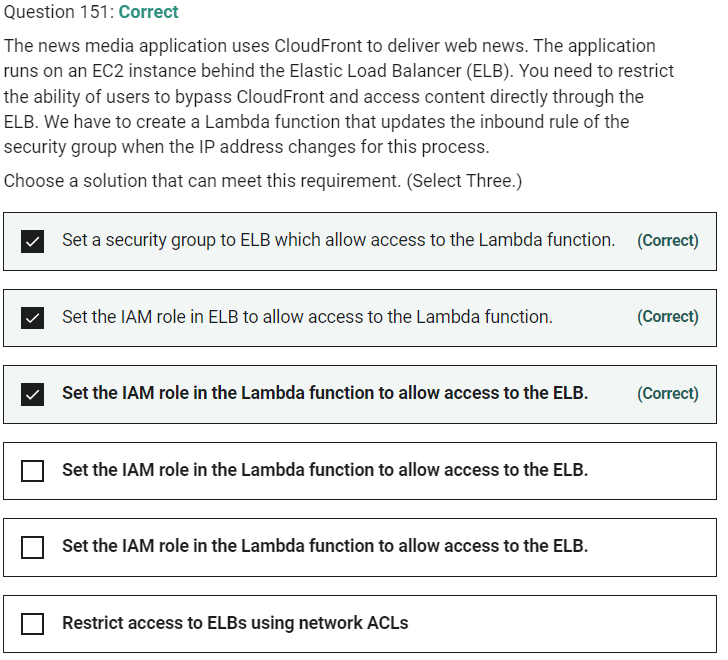 Question 151: Correct
The news media application uses CloudFront to deliver web news. The application
runs on an EC2 instance behind the Elastic Load Balancer (ELB). You need to restrict
the ability of users to bypass CloudFront and access content directly through the
ELB. We have to create a Lambda function that updates the inbound rule of the
security group when the IP address changes for this process.
Choose a solution that can meet this requirement. (Select Three.)
Set a security group to ELB which allow access to the Lambda function. (Correct)
Set the IAM role in ELB to allow access to the Lambda function. (Correct)
Set the IAM role in the Lambda function to allow access to the ELB. (Correct)
Set the IAM role in the Lambda function to allow access to the ELB.
Set the IAM role in the Lambda function to allow access to the ELB.
Restrict access to ELBs using network ACLs